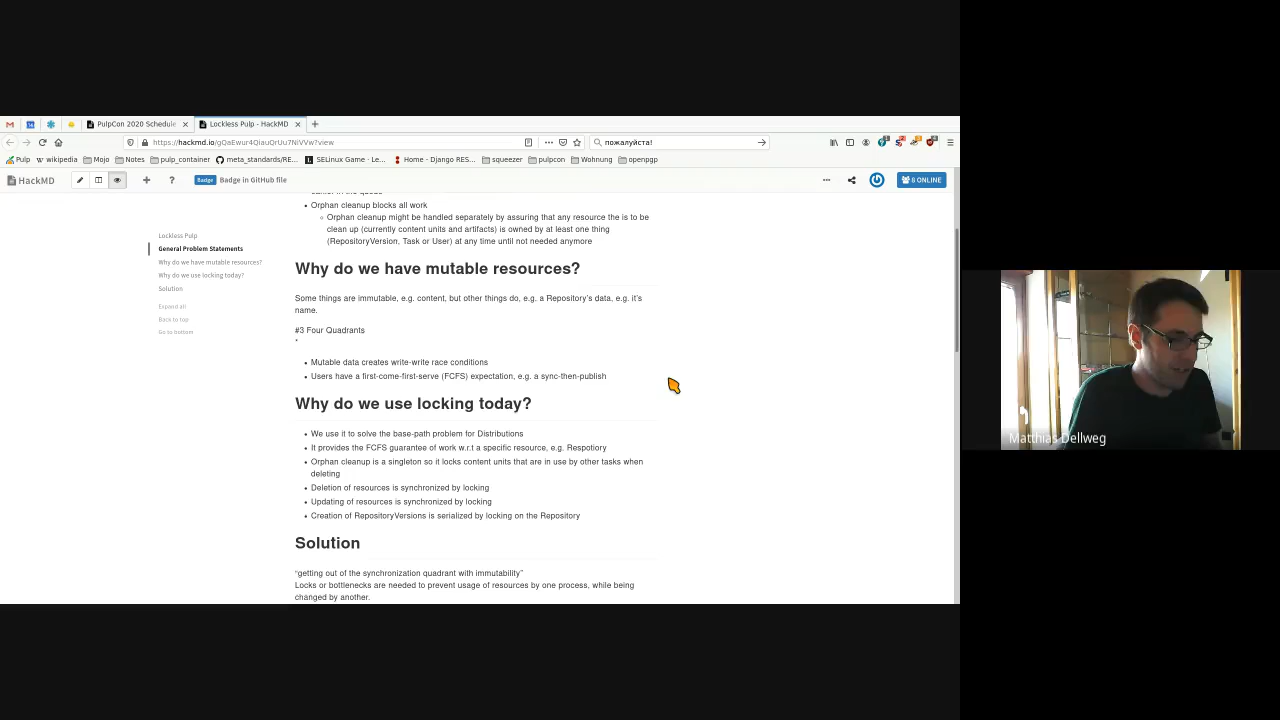 PulpCon 2020 Schedule
Lockless Pulp - HackMD
https://hackmd.io/gQaEwur4QiauQrUu7NiVVw?view
пожалуйста!
Pulp
wikipedia
Mojo
Notes
pulp_container
meta_standards/RE...
SELinux Game - Le...
Home - Django RES...
squeezer
pulpcon
Wohnung
openpgp
HackMD
Badge
Badge in GitHub file
6 ONLINE
Orphan cleanup blocks all work
Orphan cleanup might be handled separately by assuring that any resource the is to be
clean up (currently content units and artifacts) is owned by at least one thing
(RepositoryVersion, Task or User) at any time until not needed anymore
Lockless Pulp
General Problem Statements
Why do we have mutable resources?
Why do we use locking today?
Solution
Expand all
Back to top
Go to bottom
Why do we have mutable resources?
Some things are immutable, e.g. content, but other things do, e.g. a Repository's data, e.g. it's
name.
#3 Four Quadrants
*
Mutable data creates write-write race conditions
Users have a first-come-first-serve (FCFS) expectation, e.g. a sync-then-publish
Why do we use locking today?
We use it to solve the base-path problem for Distributions
It provides the FCFS guarantee of work w.r.t a specific resource, e.g. Respotiory
Orphan cleanup is a singleton so it locks content units that are in use by other tasks when
deleting
Deletion of resources is synchronized by locking
Updating of resources is synchronized by locking
Creation of RepositoryVersions is serialized by locking on the Repository
Solution
"getting out of the synchronization quadrant with immutability"
Locks or bottlenecks are needed to prevent usage of resources by one process, while being
changed by another.
Matthias Dellweg